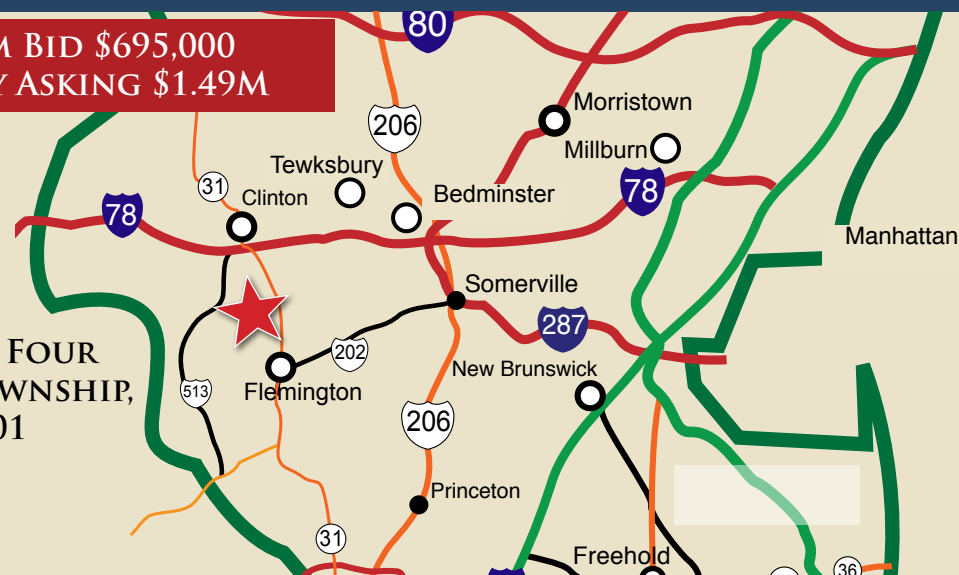 M BID $695,000
Y ASKING $1.49M
80
206
Morristown
Millburn
Tewksbury
31
Clinton
Bedminster
78
78
Manhattan
Somerville
287
FOUR
WNSHIP,
01
202
New Brunswick
513
Flemington
206
Princeton
31
Freehold
36